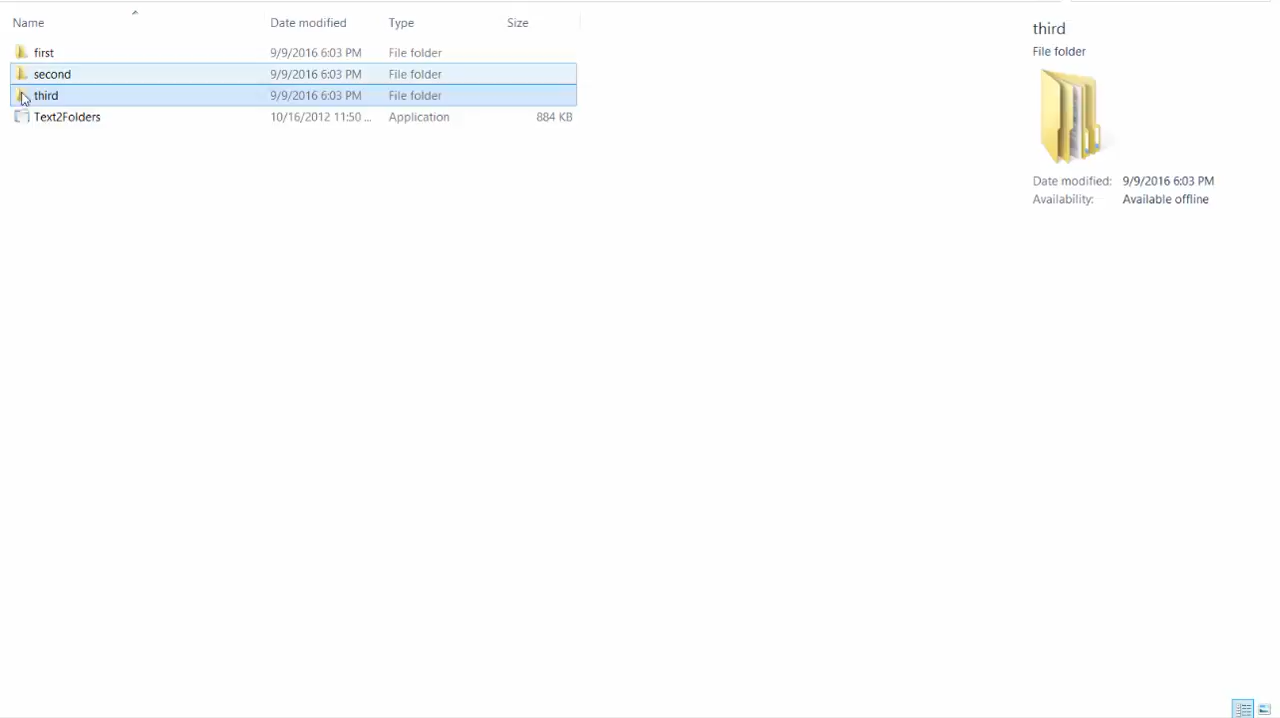 Name Date modified Type Size
first 9/9/2016 6:03 PM File folder
second 9/9/2016 6:03 PM File folder
third 9/9/2016 6:03 PM File folder
Text2Folders 10/16/2012 11:50 ... Application 884 KB
third
File folder
Date modified: 9/9/2016 6:03 PM
Availability: Available offline